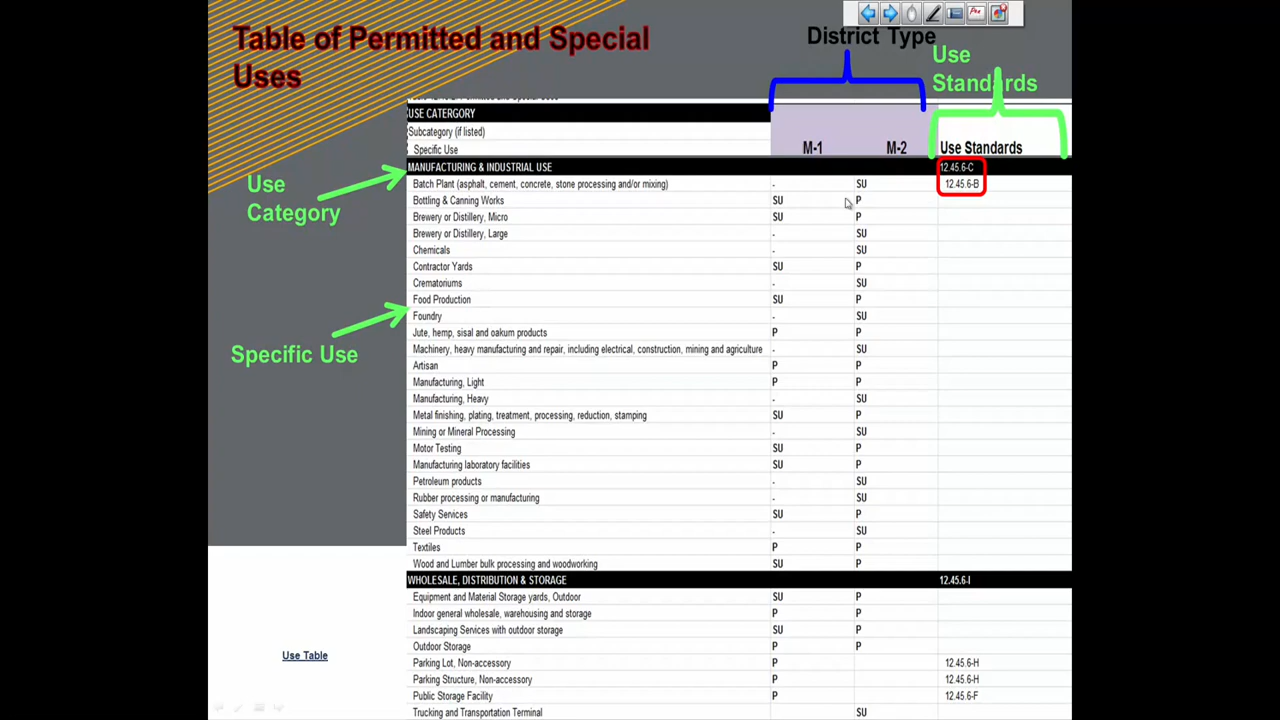 Table of Permitted and Special
Uses
District Type
Use
Standards
USE CATERGORY
Subcategory (if listed)
Specific Use M-1 M-2 Use Standards
MANUFACTURING & INDUSTRIAL USE 12.45.6-C
Batch Plant (asphalt, cement, concrete, stone processing and/or mixing) - SU 12.45.6-B
Bottling & Canning Works SU P
Brewery or Distillery, Micro SU P
Brewery or Distillery, Large - SU
Chemicals - SU
Contractor Yards SU P
Crematoriums - SU
Food Production SU P
Foundry - SU
Jute, hemp, sisal and oakum products P P
Machinery, heavy manufacturing and repair, including electrical, construction, mining and agriculture - SU
Artisan P P
Manufacturing, Light P P
Manufacturing, Heavy - SU
Metal finishing, plating, treatment, processing, reduction, stamping SU P
Mining or Mineral Processing - SU
Motor Testing SU P
Manufacturing laboratory facilities SU P
Petroleum products - SU
Rubber processing or manufacturing - SU
Safety Services SU P
Steel Products - SU
Textiles P P
Wood and Lumber bulk processing and woodworking SU P
WHOLESALE, DISTRIBUTION & STORAGE 12.45.6-I
Equipment and Material Storage yards, Outdoor SU P
Indoor general wholesale, warehousing and storage P P
Landscaping Services with outdoor storage SU P
Outdoor Storage P P
Parking Lot, Non-accessory P 12.45.6-H
Parking Structure, Non-accessory P 12.45.6-H
Public Storage Facility P 12.45.6-F
Trucking and Transportation Terminal SU
Use
Category
Specific Use
Use Table